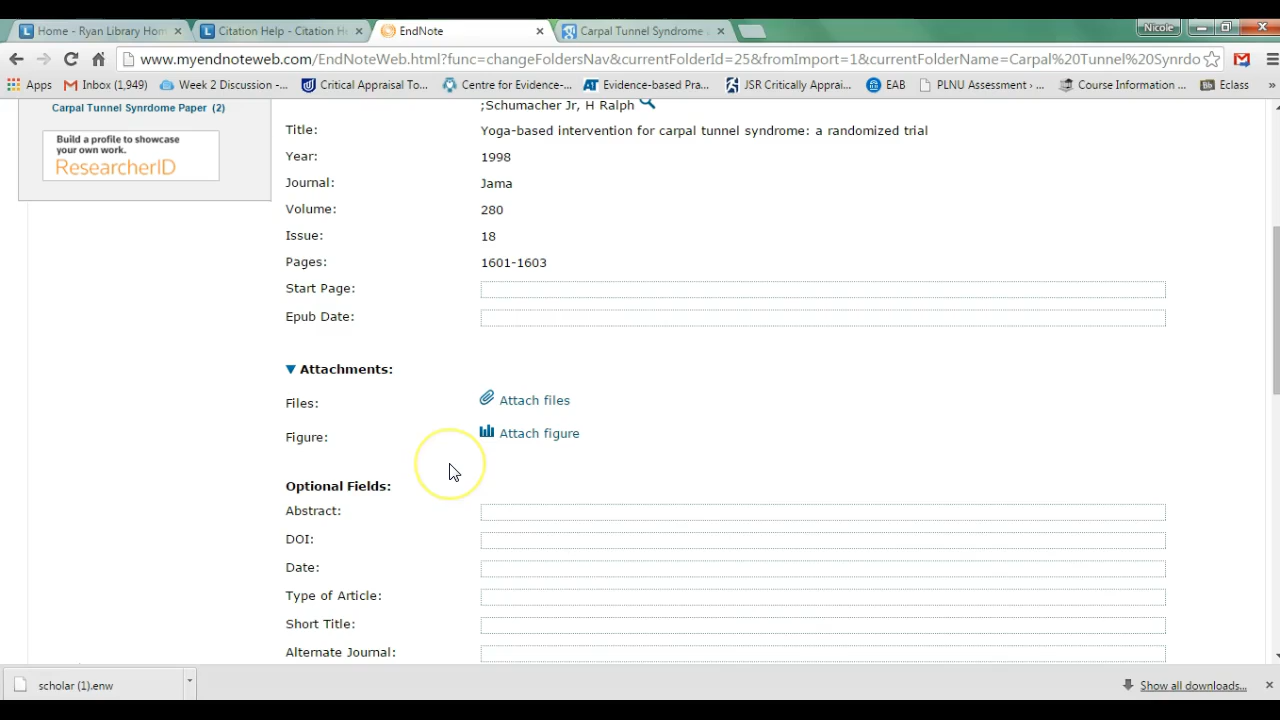 Home - Ryan Library Hom
Citation Help - Citation H
EndNote
Carpal Tunnel Syndrome
Nicole
www.myendnoteweb.com/EndNoteWeb.html?func=changeFoldersNav&currentFolderId=25&fromImport=1&currentFolderName=Carpal%20Tunnel%20Synrdo
Apps
Inbox (1,949)
Week 2 Discussion -...
Critical Appraisal To...
Centre for Evidence-...
Evidence-based Pra...
JSR Critically Apprai...
EAB
PLNU Assessment › ...
Course Information ...
Eclass
»
Carpal Tunnel Synrdome Paper (2)
Build a profile to showcase
your own work.
ResearcherID
;Schumacher Jr, H Ralph
Title: Yoga-based intervention for carpal tunnel syndrome: a randomized trial
Year: 1998
Journal: Jama
Volume: 280
Issue: 18
Pages: 1601-1603
Start Page:
Epub Date:
Attachments:
Files: Attach files
Figure: Attach figure
Optional Fields:
Abstract:
DOI:
Date:
Type of Article:
Short Title:
Alternate Journal:
scholar (1).enw
Show all downloads...